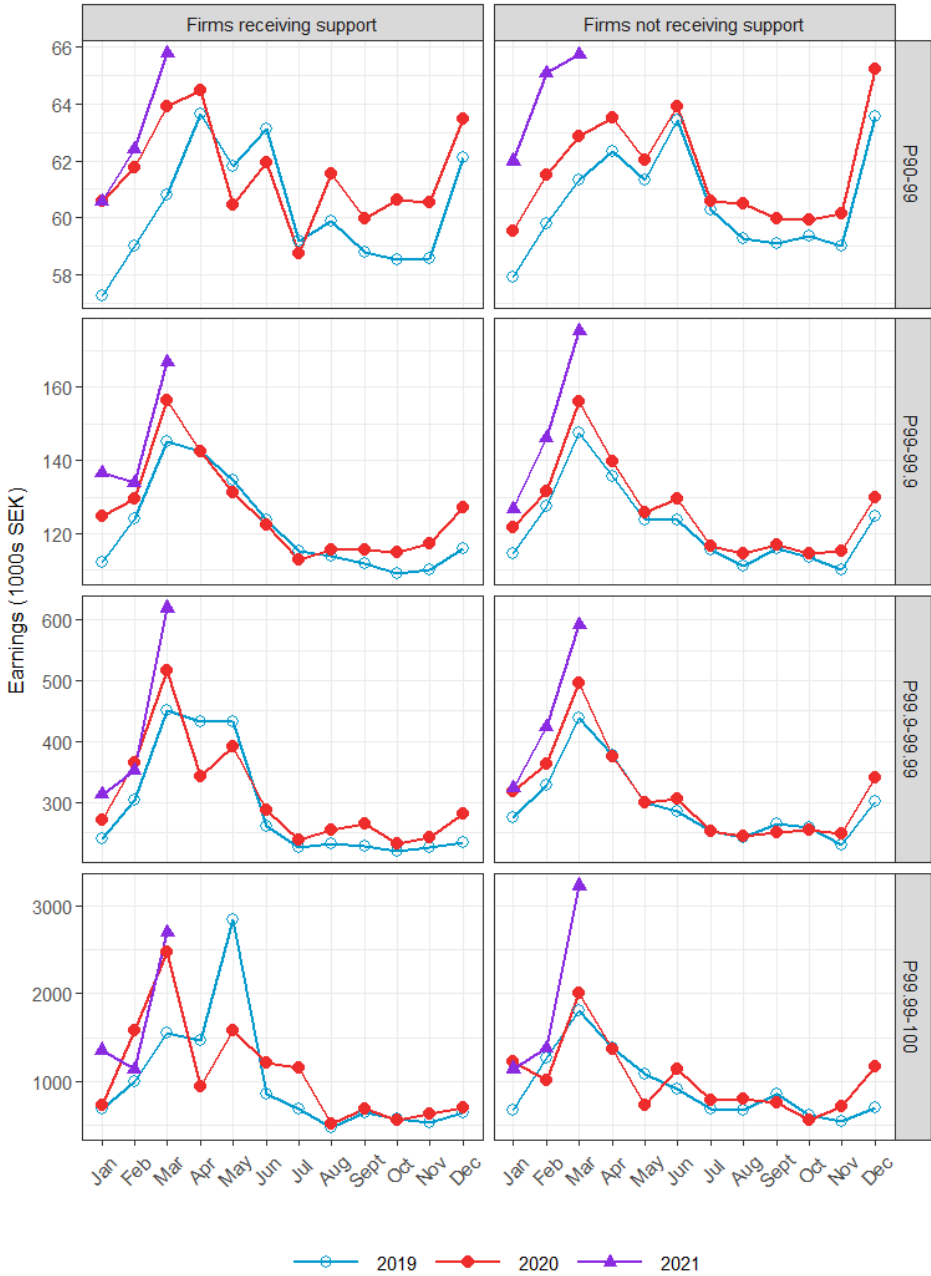 Firms receiving support
Firms not receiving support
66
64
62
60
58
P90-99
160
140
120
P99-99.9
600
500
400
300
P99.9-99.99
3000
2000
1000
P99.99-100
Earnings (1000s SEK)
Jan Feb Mar Apr May Jun Jul Aug Sept Oct Nov Dec
Jan Feb Mar Apr May Jun Jul Aug Sept Oct Nov Dec
2019 2020 2021